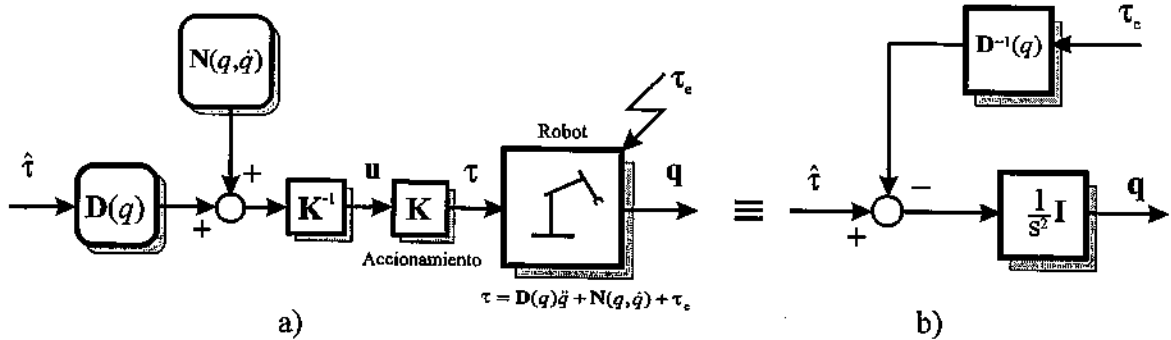 N(q,q̇)
τ̂
D(q)
+
+
K⁻¹
u
K
Accionamiento
τ
Robot
τₑ
q
τ = D(q)q̈ + N(q,q̇) + τₑ
a)
≡
D⁻¹(q)
τₑ
τ̂
+
−
1/s² I
q
b)